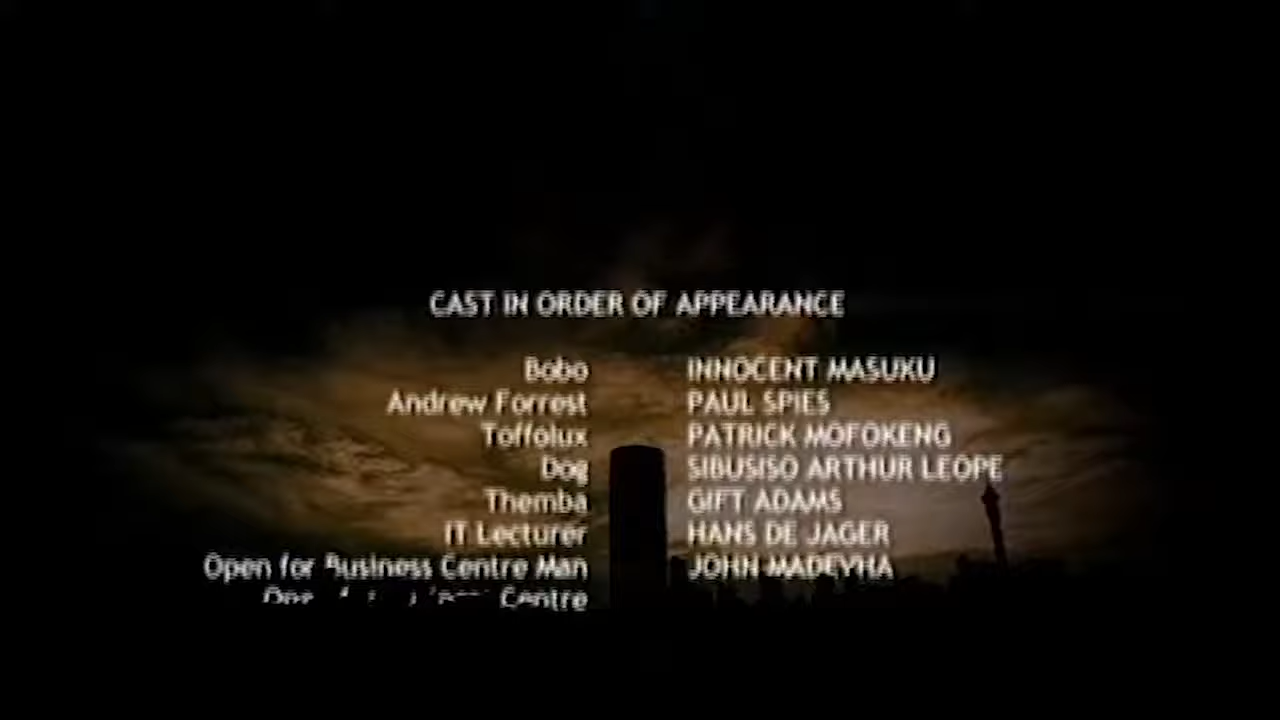 CAST IN ORDER OF APPEARANCE
Bobo INNOCENT MASUKU
Andrew Forrest PAUL SPIES
Toffolux PATRICK MOFOKENG
Dog SIBUSISO ARTHUR LEOPE
Themba GIFT ADAMS
IT Lecturer HANS DE JAGER
Open for Business Centre Man JOHN MADEYHA
Centre